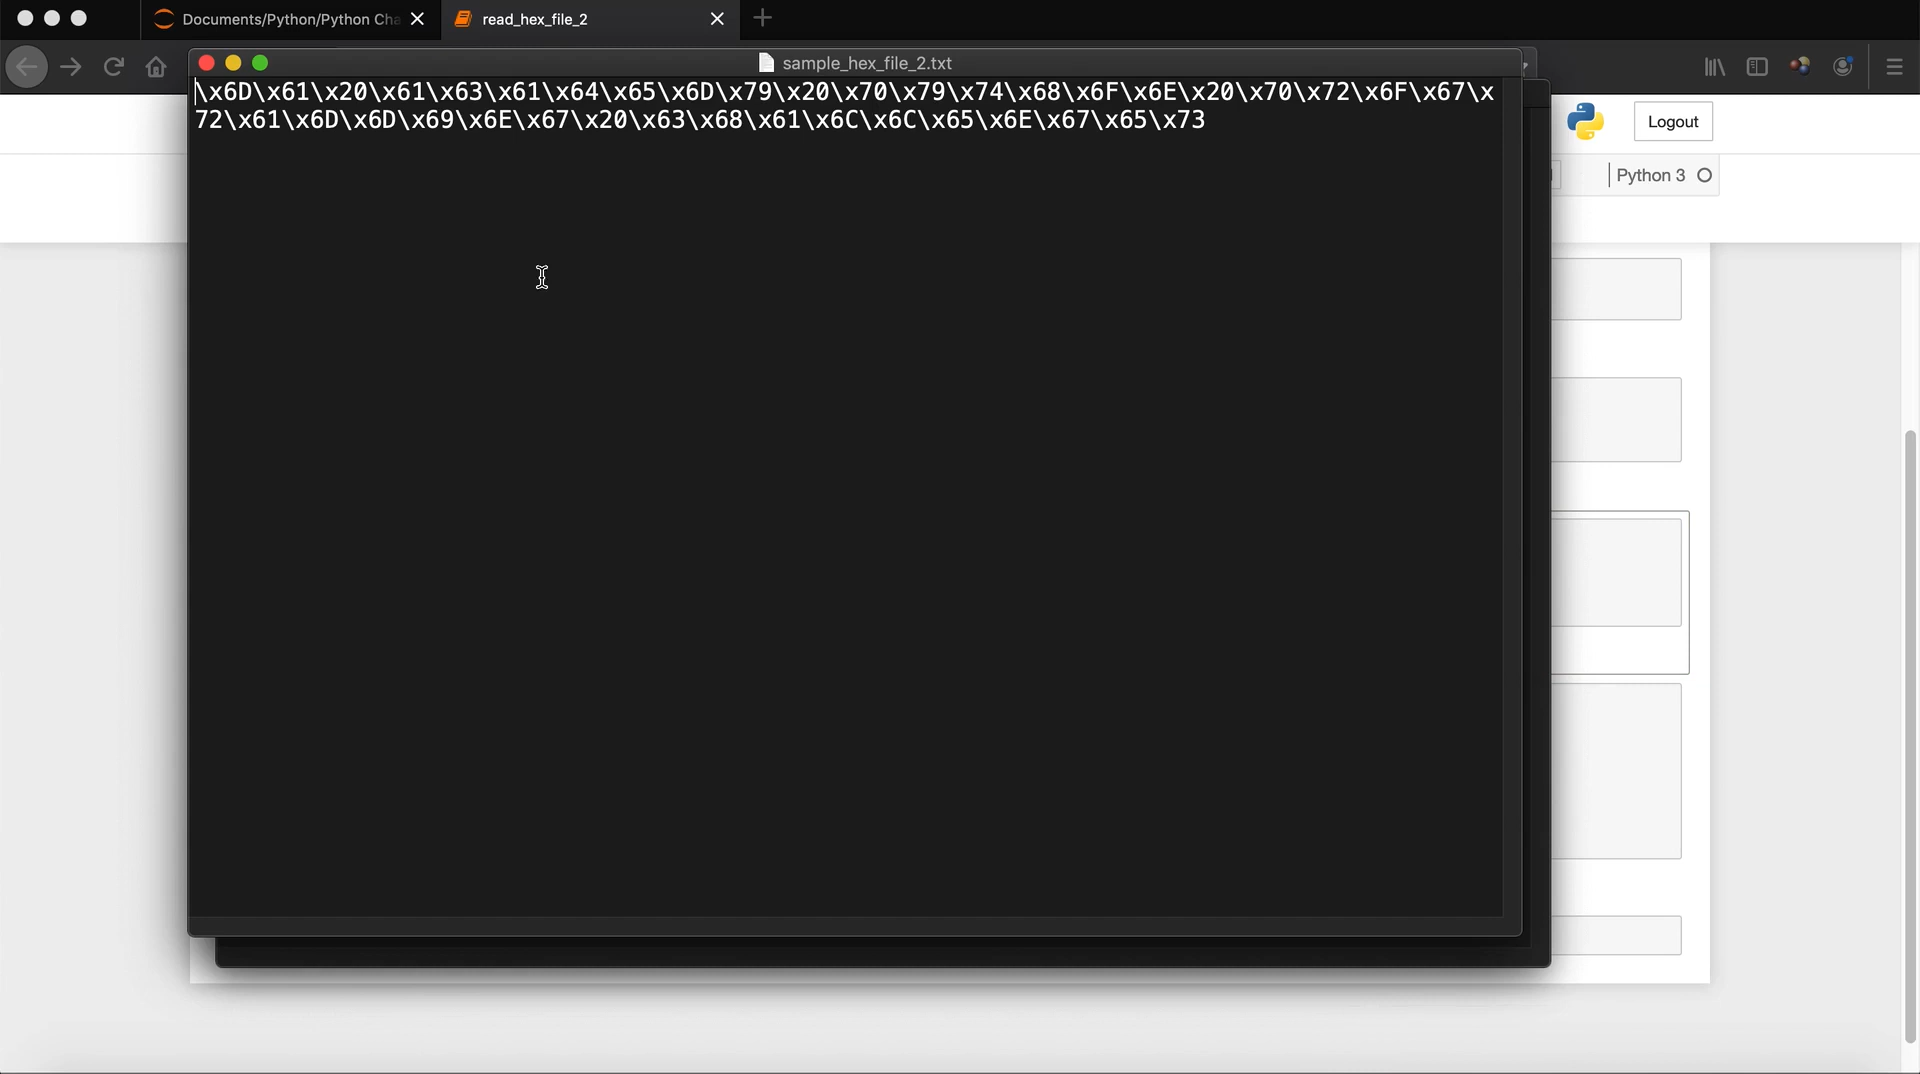 Documents/Python/Python Cha
read_hex_file_2
sample_hex_file_2.txt
\x6D\x61\x20\x61\x63\x61\x64\x65\x6D\x79\x20\x70\x79\x74\x68\x6F\x6E\x20\x70\x72\x6F\x67\x
72\x61\x6D\x6D\x69\x6E\x67\x20\x63\x68\x61\x6C\x6C\x65\x6E\x67\x65\x73
Logout
Python 3